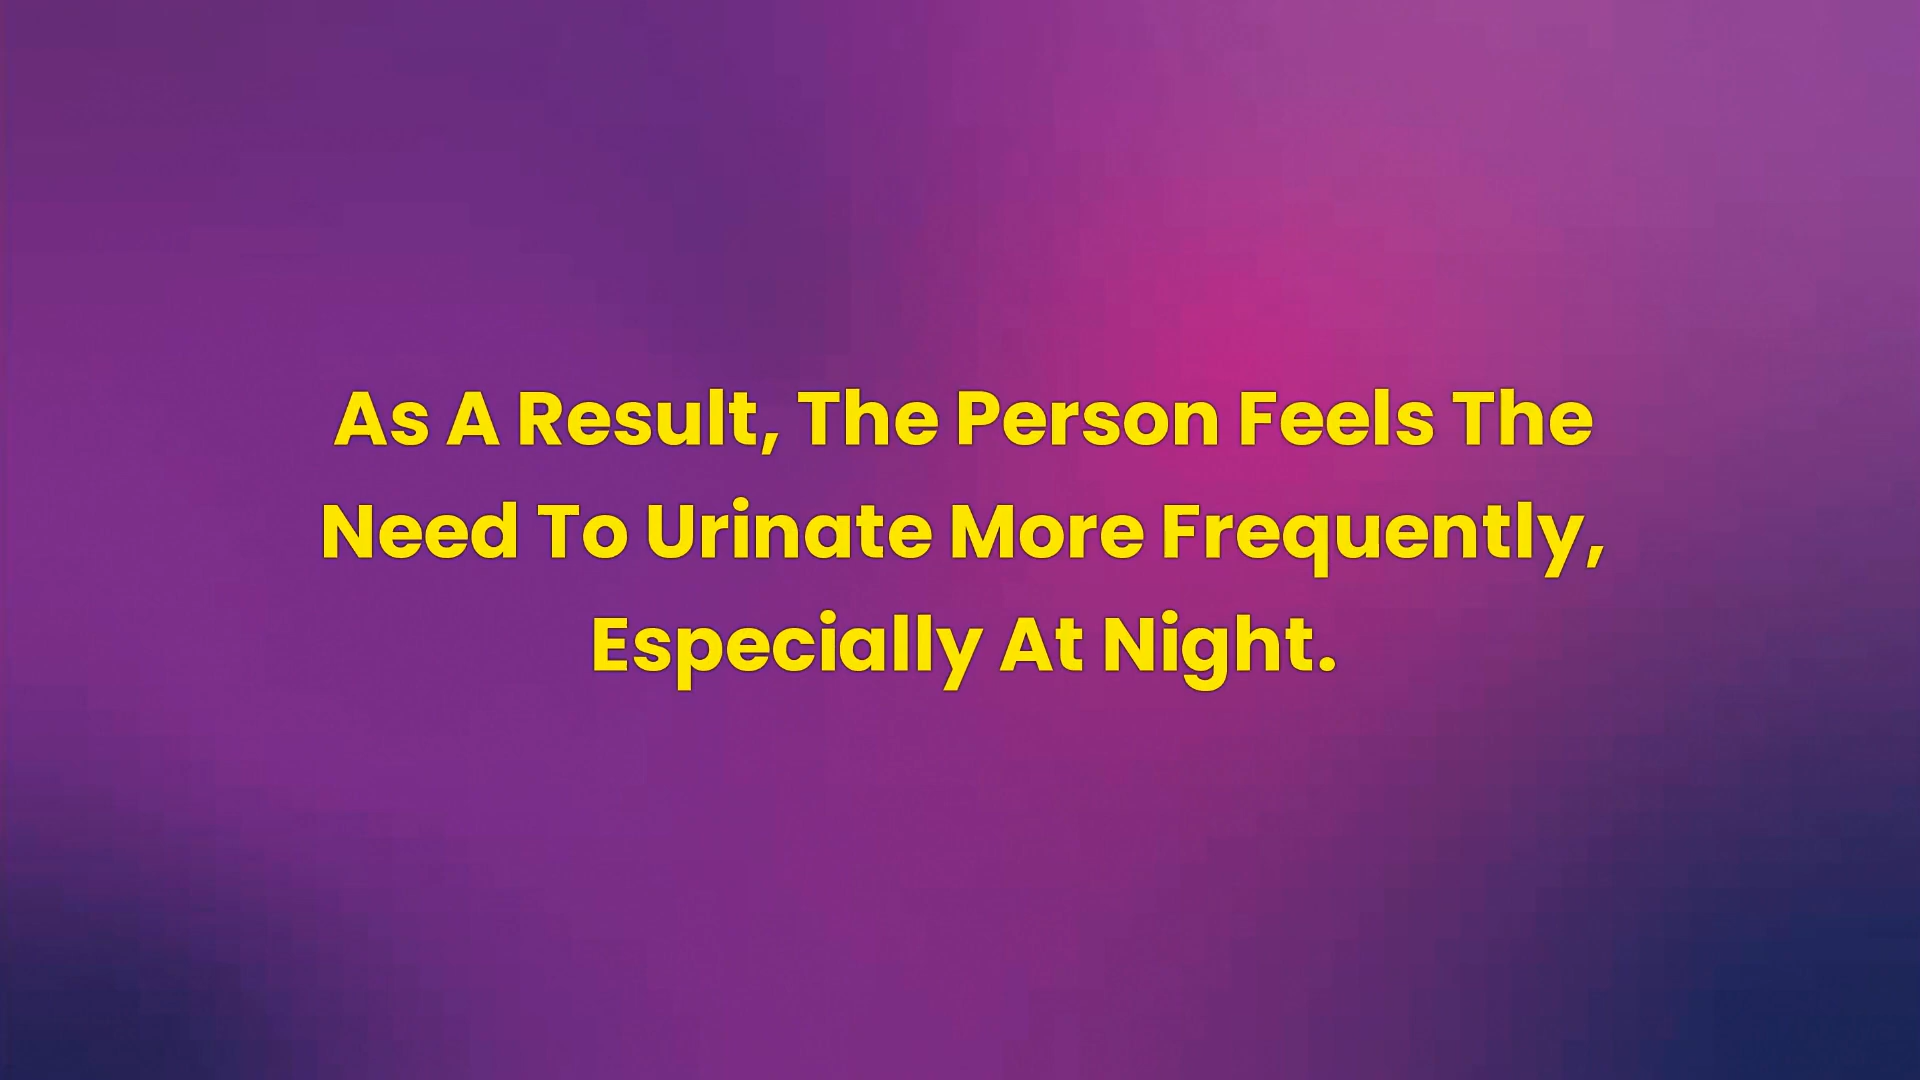 As A Result, The Person Feels The
Need To Urinate More Frequently,
Especially At Night.